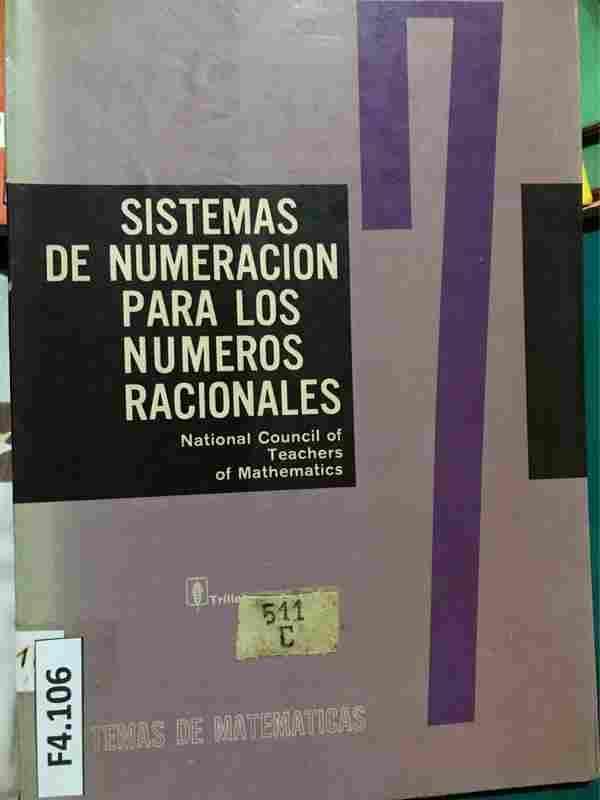 SISTEMAS
DE NUMERACION
PARA LOS
NUMEROS
RACIONALES
National Council of
Teachers
of Mathematics
511
C
TEMAS DE MATEMATICAS
F4.106